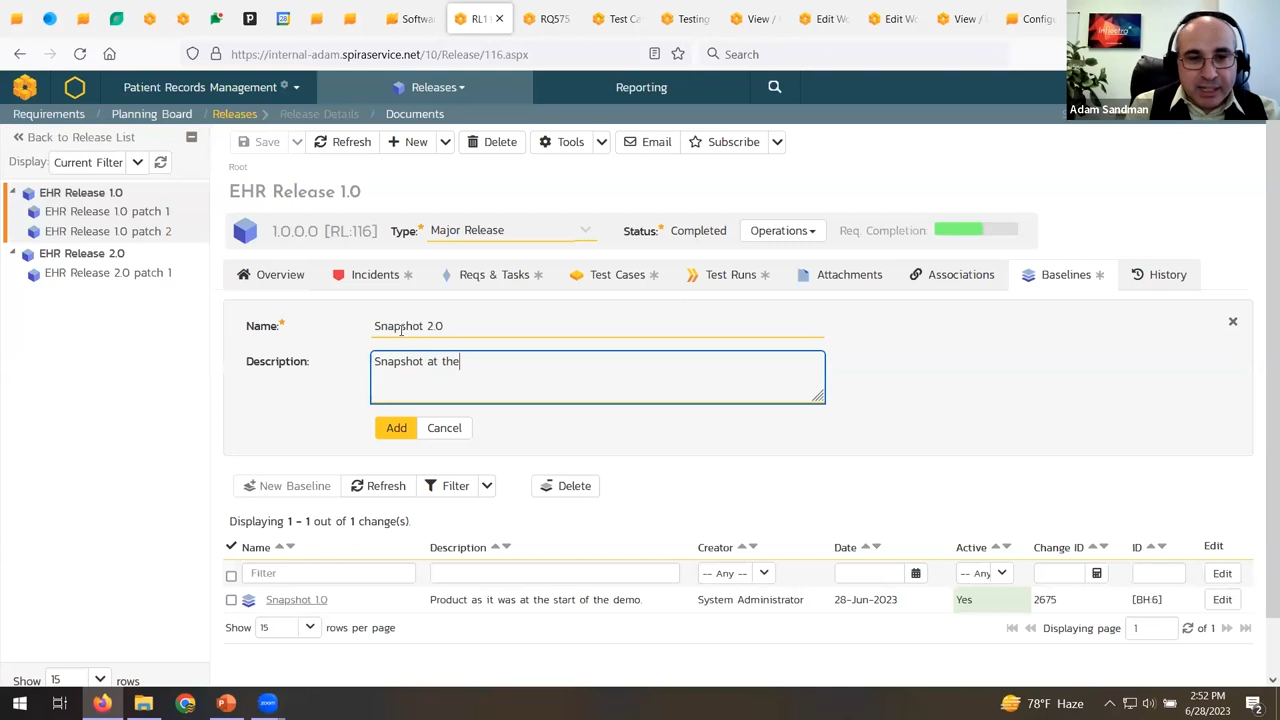 Softwa
RL1
RQ575
Test Ca
Testing
View /
Edit Wo
Edit Wo
View /
Config
https://internal-adam.spiraservice.net/10/Release/116.aspx
Search
Inflectra
Adam Sandman
Patient Records Management
Releases
Reporting
Requirements
Planning Board
Releases
Release Details
Documents
Back to Release List
Display: Current Filter
Save
Refresh
New
Delete
Tools
Email
Subscribe
Root
EHR Release 1.0
EHR Release 1.0
EHR Release 1.0 patch 1
EHR Release 1.0 patch 2
EHR Release 2.0
EHR Release 2.0 patch 1
1.0.0.0 [RL:116] Type:* Major Release Status:* Completed Operations Req. Completion:
Overview
Incidents
Reqs & Tasks
Test Cases
Test Runs
Attachments
Associations
Baselines
History
Name:* Snapshot 2.0
Description: Snapshot at the
Add Cancel
New Baseline Refresh Filter Delete
Displaying 1 - 1 out of 1 change(s).
Name Description Creator Date Active Change ID ID Edit
Filter -- Any -- -- Any Edit
Snapshot 1.0 Product as it was at the start of the demo. System Administrator 28-Jun-2023 Yes 2675 [BH:6] Edit
Show 15 rows per page
Displaying page 1 of 1
Show 15 rows
zoom
78°F Haze
2:52 PM
6/28/2023
2